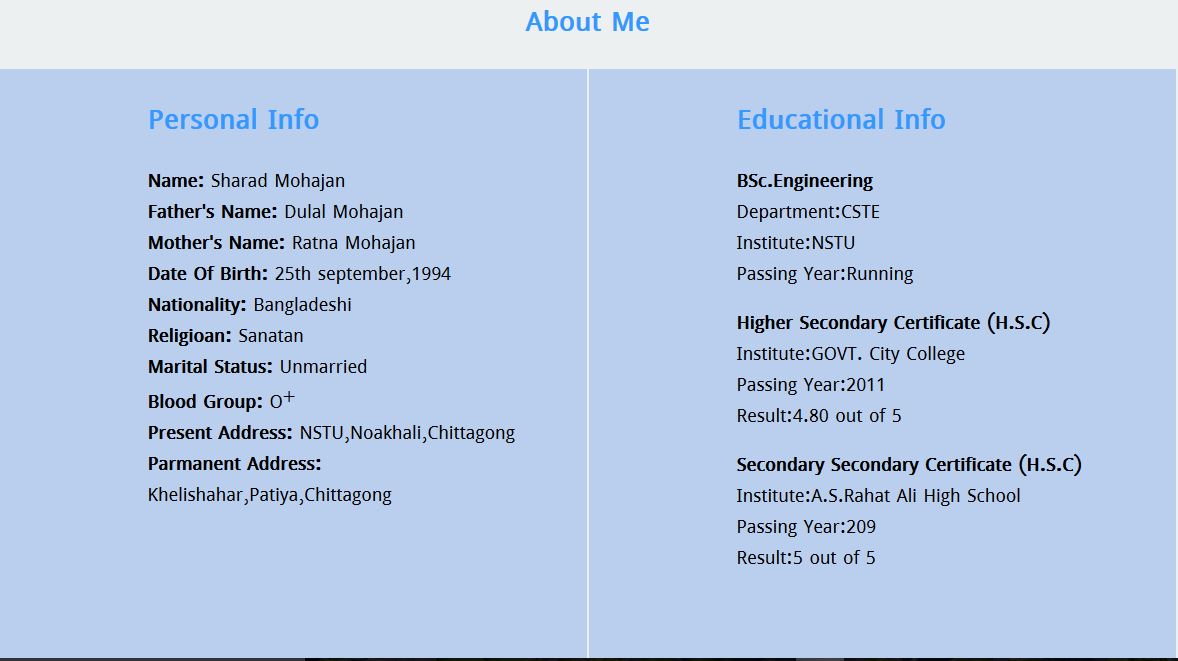 About Me
Personal Info
Name: Sharad Mohajan
Father's Name: Dulal Mohajan
Mother's Name: Ratna Mohajan
Date Of Birth: 25th september,1994
Nationality: Bangladeshi
Religioan: Sanatan
Marital Status: Unmarried
Blood Group: O+
Present Address: NSTU,Noakhali,Chittagong
Parmanent Address:
Khelishahar,Patiya,Chittagong
Educational Info
BSc.Engineering
Department:CSTE
Institute:NSTU
Passing Year:Running
Higher Secondary Certificate (H.S.C)
Institute:GOVT. City College
Passing Year:2011
Result:4.80 out of 5
Secondary Secondary Certificate (H.S.C)
Institute:A.S.Rahat Ali High School
Passing Year:209
Result:5 out of 5